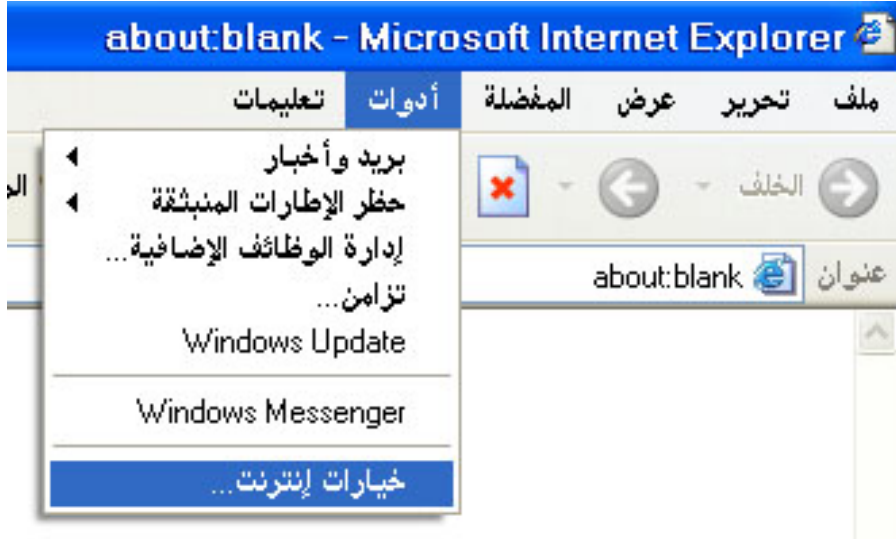 about:blank - Microsoft Internet Explorer
ملف تحرير عرض المفضلة أدوات تعليمات
الخلف
عنوان about:blank
بريد وأخبار
حظر الإطارات المنبثقة
إدارة الوظائف الإضافية...
تزامن...
Windows Update
Windows Messenger
خيارات إنترنت...